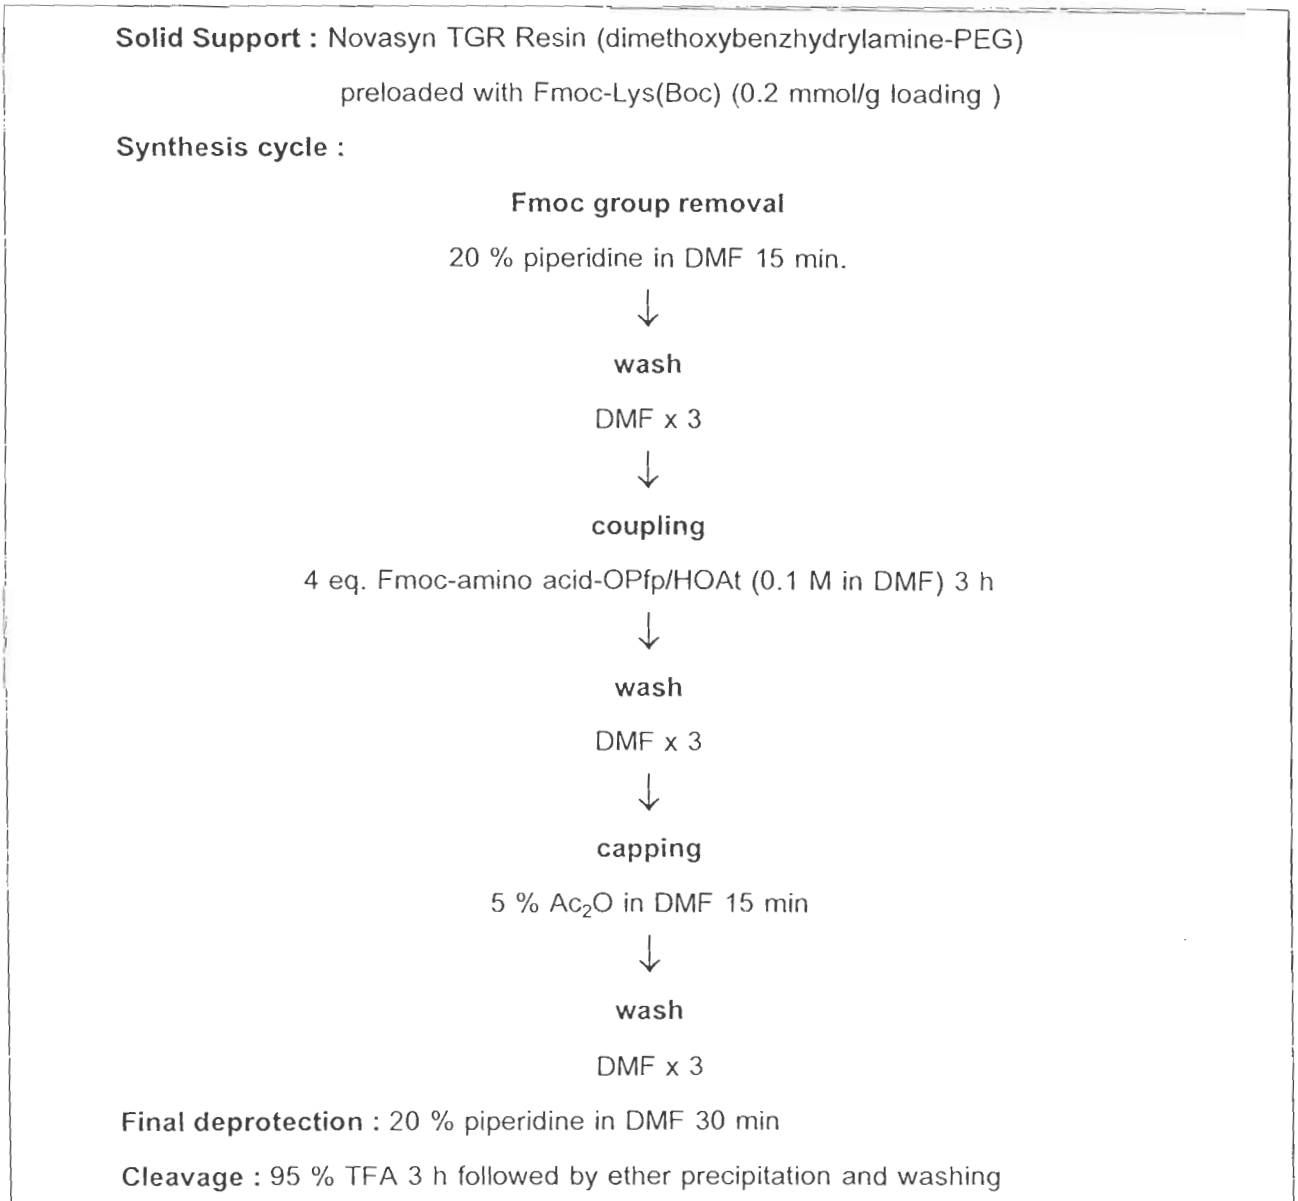 Solid Support : Novasyn TGR Resin (dimethoxybenzhydrylamine-PEG)
preloaded with Fmoc-Lys(Boc) (0.2 mmol/g loading )
Synthesis cycle :
Fmoc group removal
20 % piperidine in DMF 15 min.
↓
wash
DMF x 3
↓
coupling
4 eq. Fmoc-amino acid-OPfp/HOAt (0.1 M in DMF) 3 h
↓
wash
DMF x 3
↓
capping
5 % Ac₂O in DMF 15 min
↓
wash
DMF x 3
Final deprotection : 20 % piperidine in DMF 30 min
Cleavage : 95 % TFA 3 h followed by ether precipitation and washing